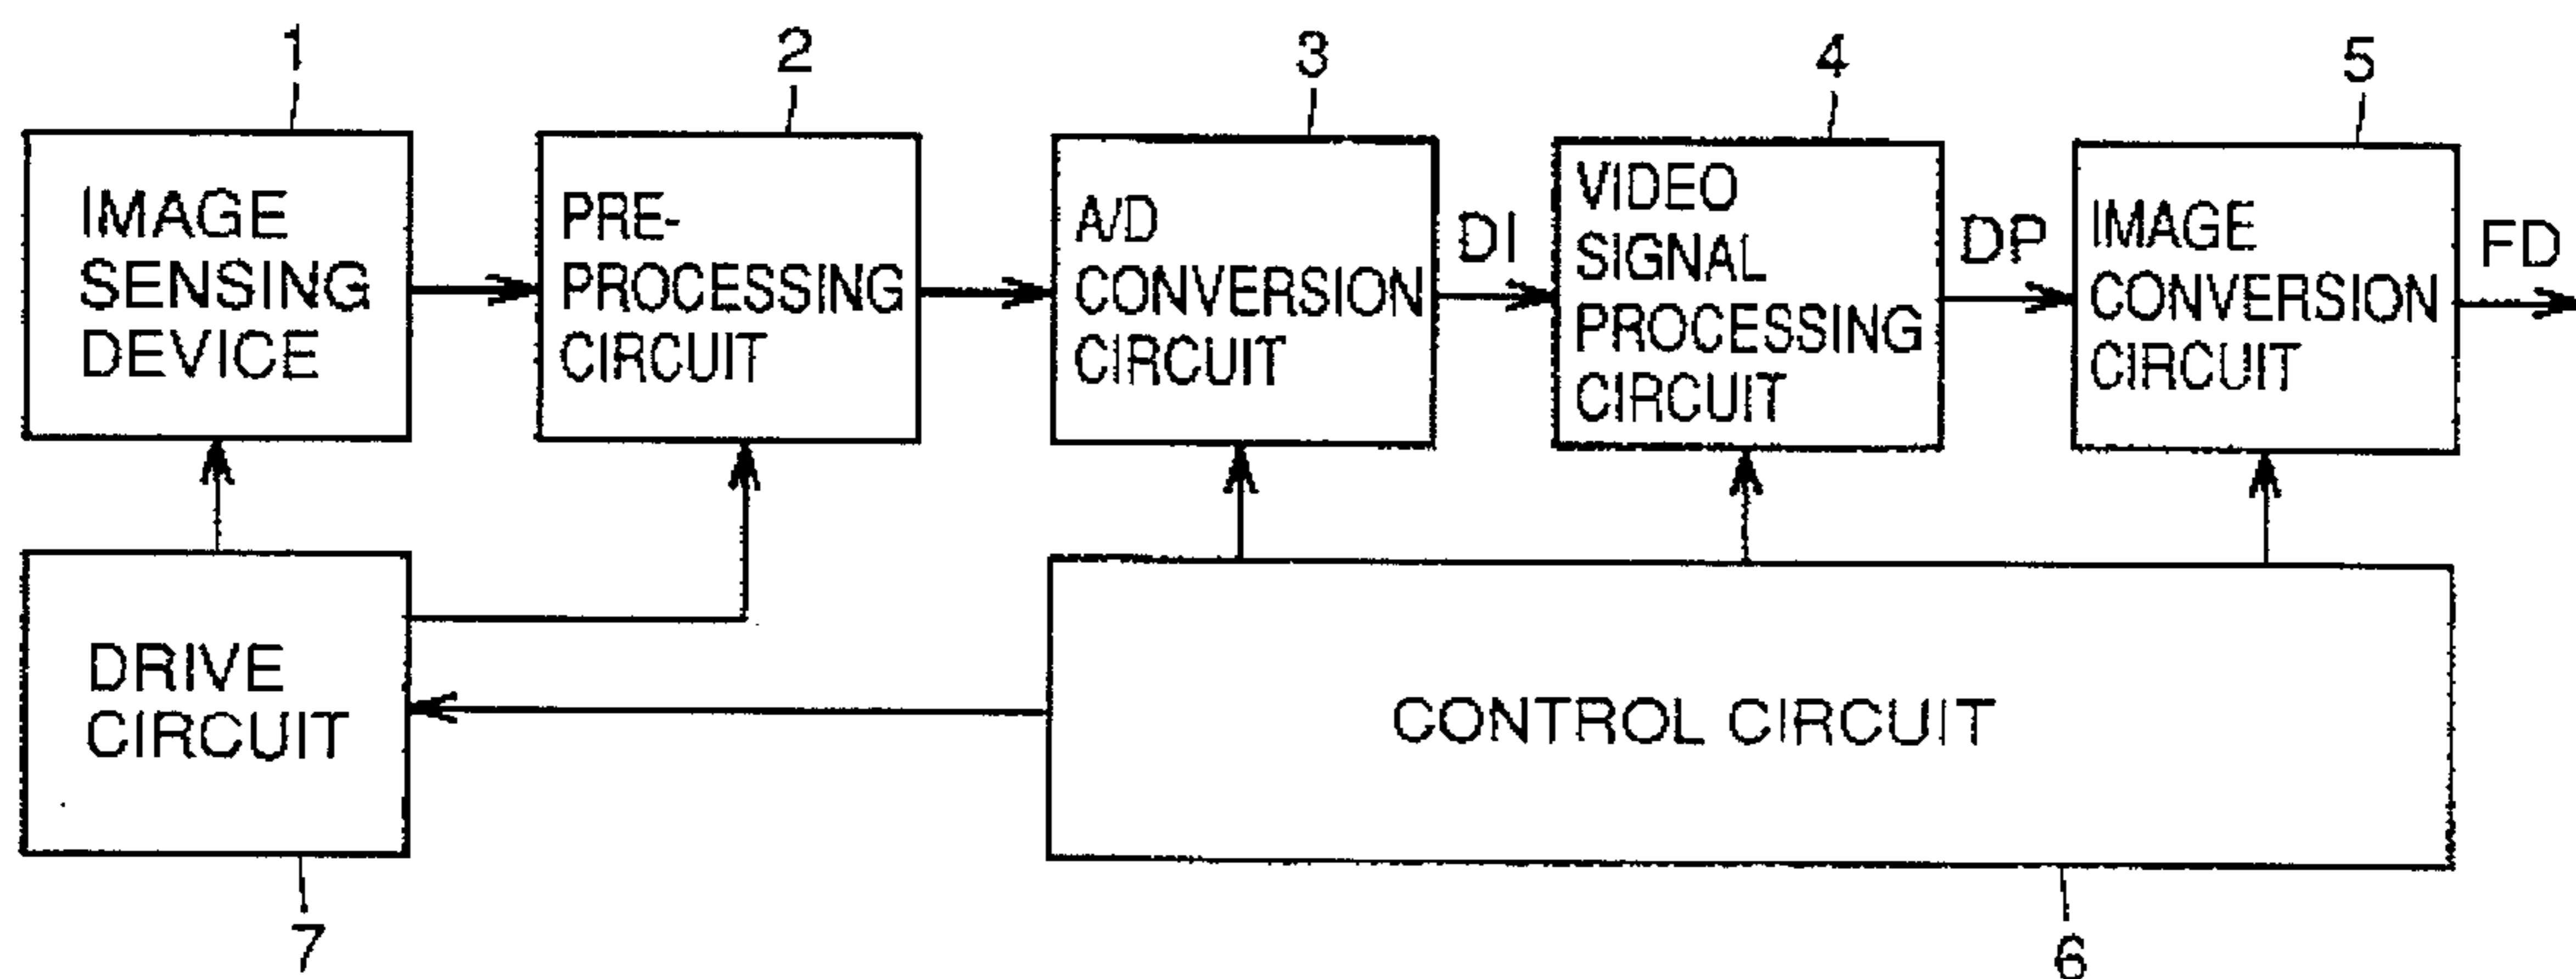 1
2
3
4
5
IMAGE
SENSING
DEVICE
PRE-
PROCESSING
CIRCUIT
A/D
CONVERSION
CIRCUIT
DI
VIDEO
SIGNAL
PROCESSING
CIRCUIT
DP
IMAGE
CONVERSION
CIRCUIT
FD
DRIVE
CIRCUIT
CONTROL CIRCUIT
7
6